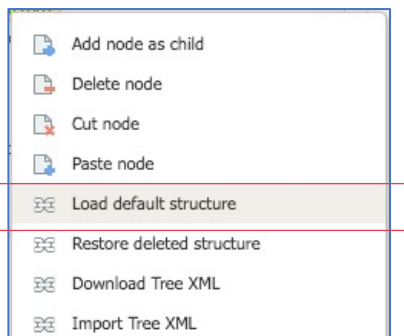 Add node as child
Delete node
Cut node
Paste node
Load default structure
Restore deleted structure
Download Tree XML
Import Tree XML